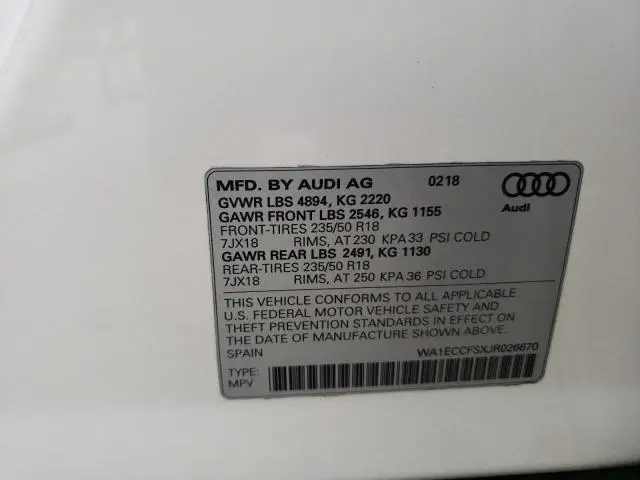 MFD. BY AUDI AG 0218
GVWR LBS 4894, KG 2220
GAWR FRONT LBS 2546, KG 1155
FRONT-TIRES 235/50 R18
7JX18 RIMS, AT 230 KPA 33 PSI COLD
GAWR REAR LBS 2491, KG 1130
REAR-TIRES 235/50 R18
7JX18 RIMS, AT 250 KPA 36 PSI COLD
Audi
THIS VEHICLE CONFORMS TO ALL APPLICABLE
U.S. FEDERAL MOTOR VEHICLE SAFETY AND
THEFT PREVENTION STANDARDS IN EFFECT ON
THE DATE OF MANUFACTURE SHOWN ABOVE.
SPAIN WA1ECCFSXJR026670
TYPE:
MPV